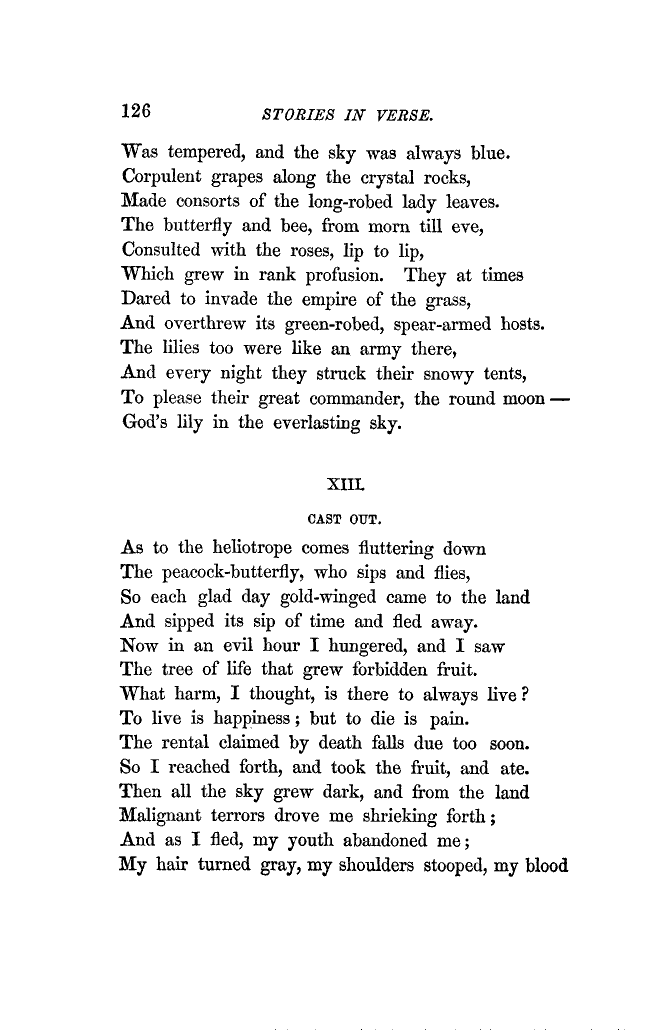 126 STORIES IN VERSE.
Was tempered, and the sky was always blue.
Corpulent grapes along the crystal rocks,
Made consorts of the long-robed lady leaves.
The butterfly and bee, from morn till eve,
Consulted with the roses, lip to lip,
Which grew in rank profusion. They at times
Dared to invade the empire of the grass,
And overthrew its green-robed, spear-armed hosts.
The lilies too were like an army there,
And every night they struck their snowy tents,
To please their great commander, the round moon —
God's lily in the everlasting sky.
XIII.
CAST OUT.
As to the heliotrope comes fluttering down
The peacock-butterfly, who sips and flies,
So each glad day gold-winged came to the land
And sipped its sip of time and fled away.
Now in an evil hour I hungered, and I saw
The tree of life that grew forbidden fruit.
What harm, I thought, is there to always live?
To live is happiness; but to die is pain.
The rental claimed by death falls due too soon.
So I reached forth, and took the fruit, and ate.
Then all the sky grew dark, and from the land
Malignant terrors drove me shrieking forth;
And as I fled, my youth abandoned me;
My hair turned gray, my shoulders stooped, my blood